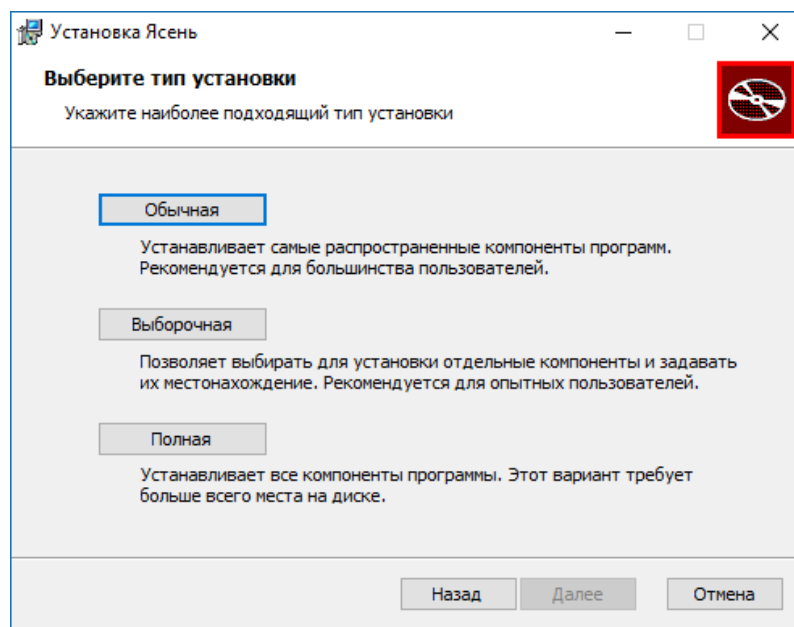 Установка Ясень
Выберите тип установки
Укажите наиболее подходящий тип установки
Обычная
Устанавливает самые распространенные компоненты программ.
Рекомендуется для большинства пользователей.
Выборочная
Позволяет выбирать для установки отдельные компоненты и задавать
их местонахождение. Рекомендуется для опытных пользователей.
Полная
Устанавливает все компоненты программы. Этот вариант требует
больше всего места на диске.
Назад
Далее
Отмена